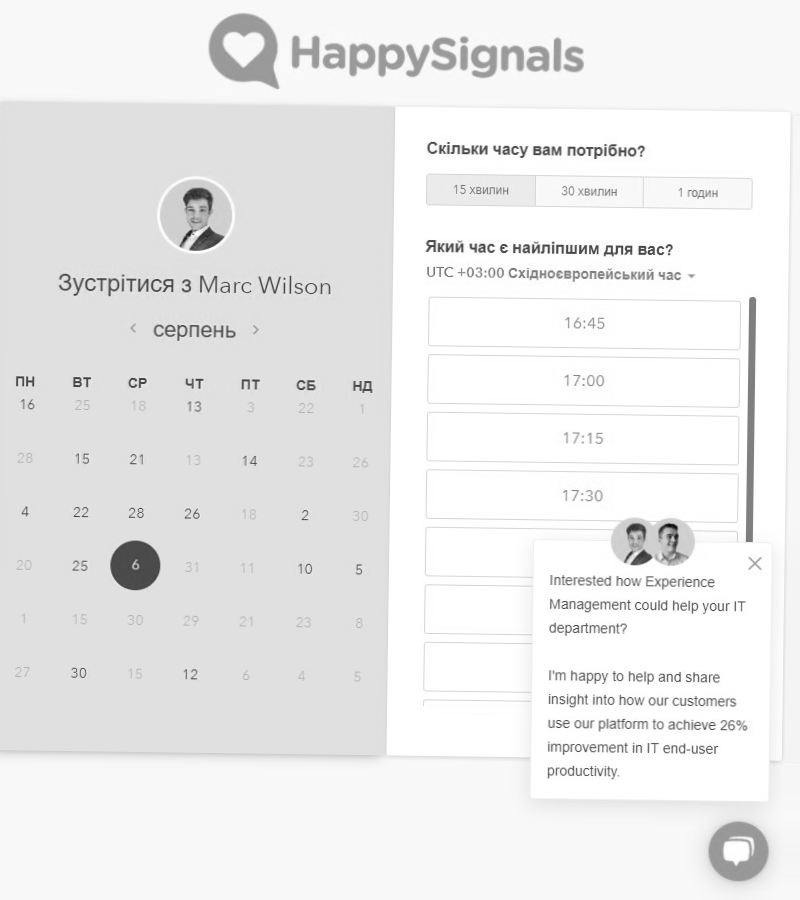 HappySignals
Зустрітися з Marc Wilson
серпень
ПН ВТ СР ЧТ ПТ СБ НД
16 25 18 13 3 22 1
28 15 21 13 14 23 26
4 22 28 26 18 2 30
20 25 6 31 11 10 5
1 15 30 29 21 23 8
27 30 15 12 6 4 5
Скільки часу вам потрібно?
15 хвилин 30 хвилин 1 годин
Який час є найліпшим для вас?
UTC +03:00 Східноєвропейський час
16:45
17:00
17:15
17:30
Interested how Experience
Management could help your IT
department?
I'm happy to help and share
insight into how our customers
use our platform to achieve 26%
improvement in IT end-user
productivity.